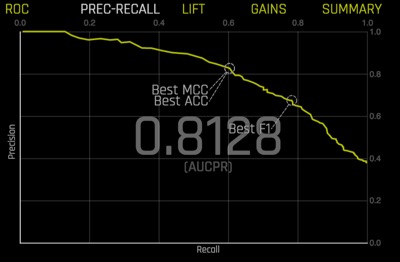 ROC PREC-RECALL LIFT GAINS SUMMARY
0.0 0.2 0.4 0.6 0.8 1.0
0.8
Best MCC
Best ACC
0.6
0.8128
Best F1
Precision
(AUCPR)
0.4
0.2
0.0
Recall